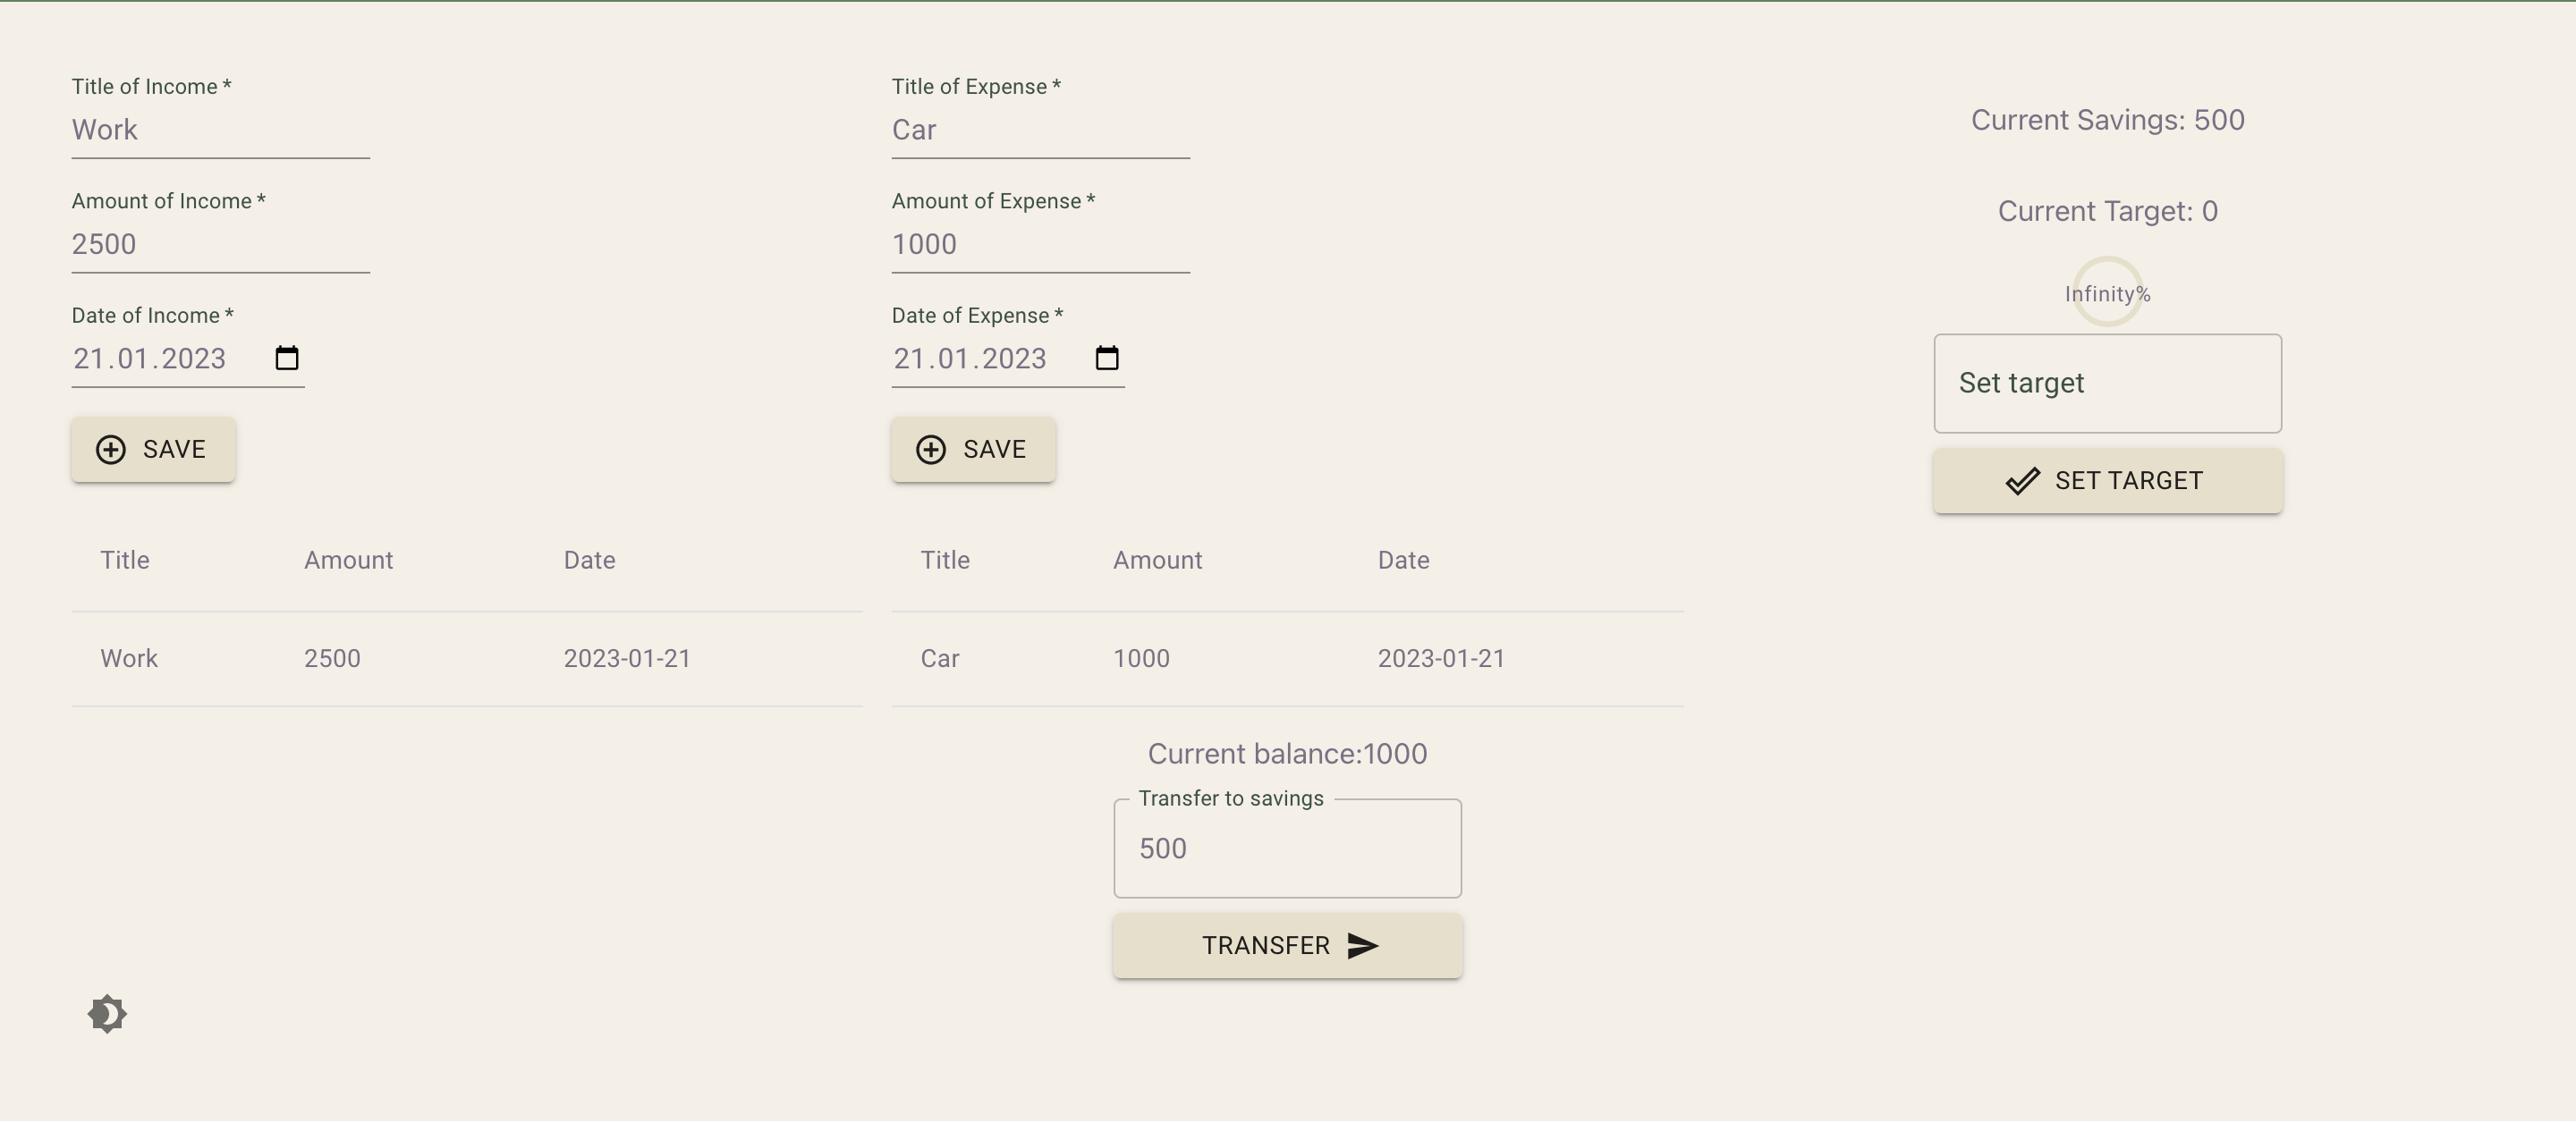 Title of Income *
Work
Amount of Income *
2500
Date of Income *
21.01.2023
SAVE
Title of Expense *
Car
Amount of Expense *
1000
Date of Expense *
21.01.2023
SAVE
Current Savings: 500
Current Target: 0
Infinity%
Set target
SET TARGET
Title Amount Date
Work 2500 2023-01-21
Title Amount Date
Car 1000 2023-01-21
Current balance:1000
Transfer to savings
500
TRANSFER